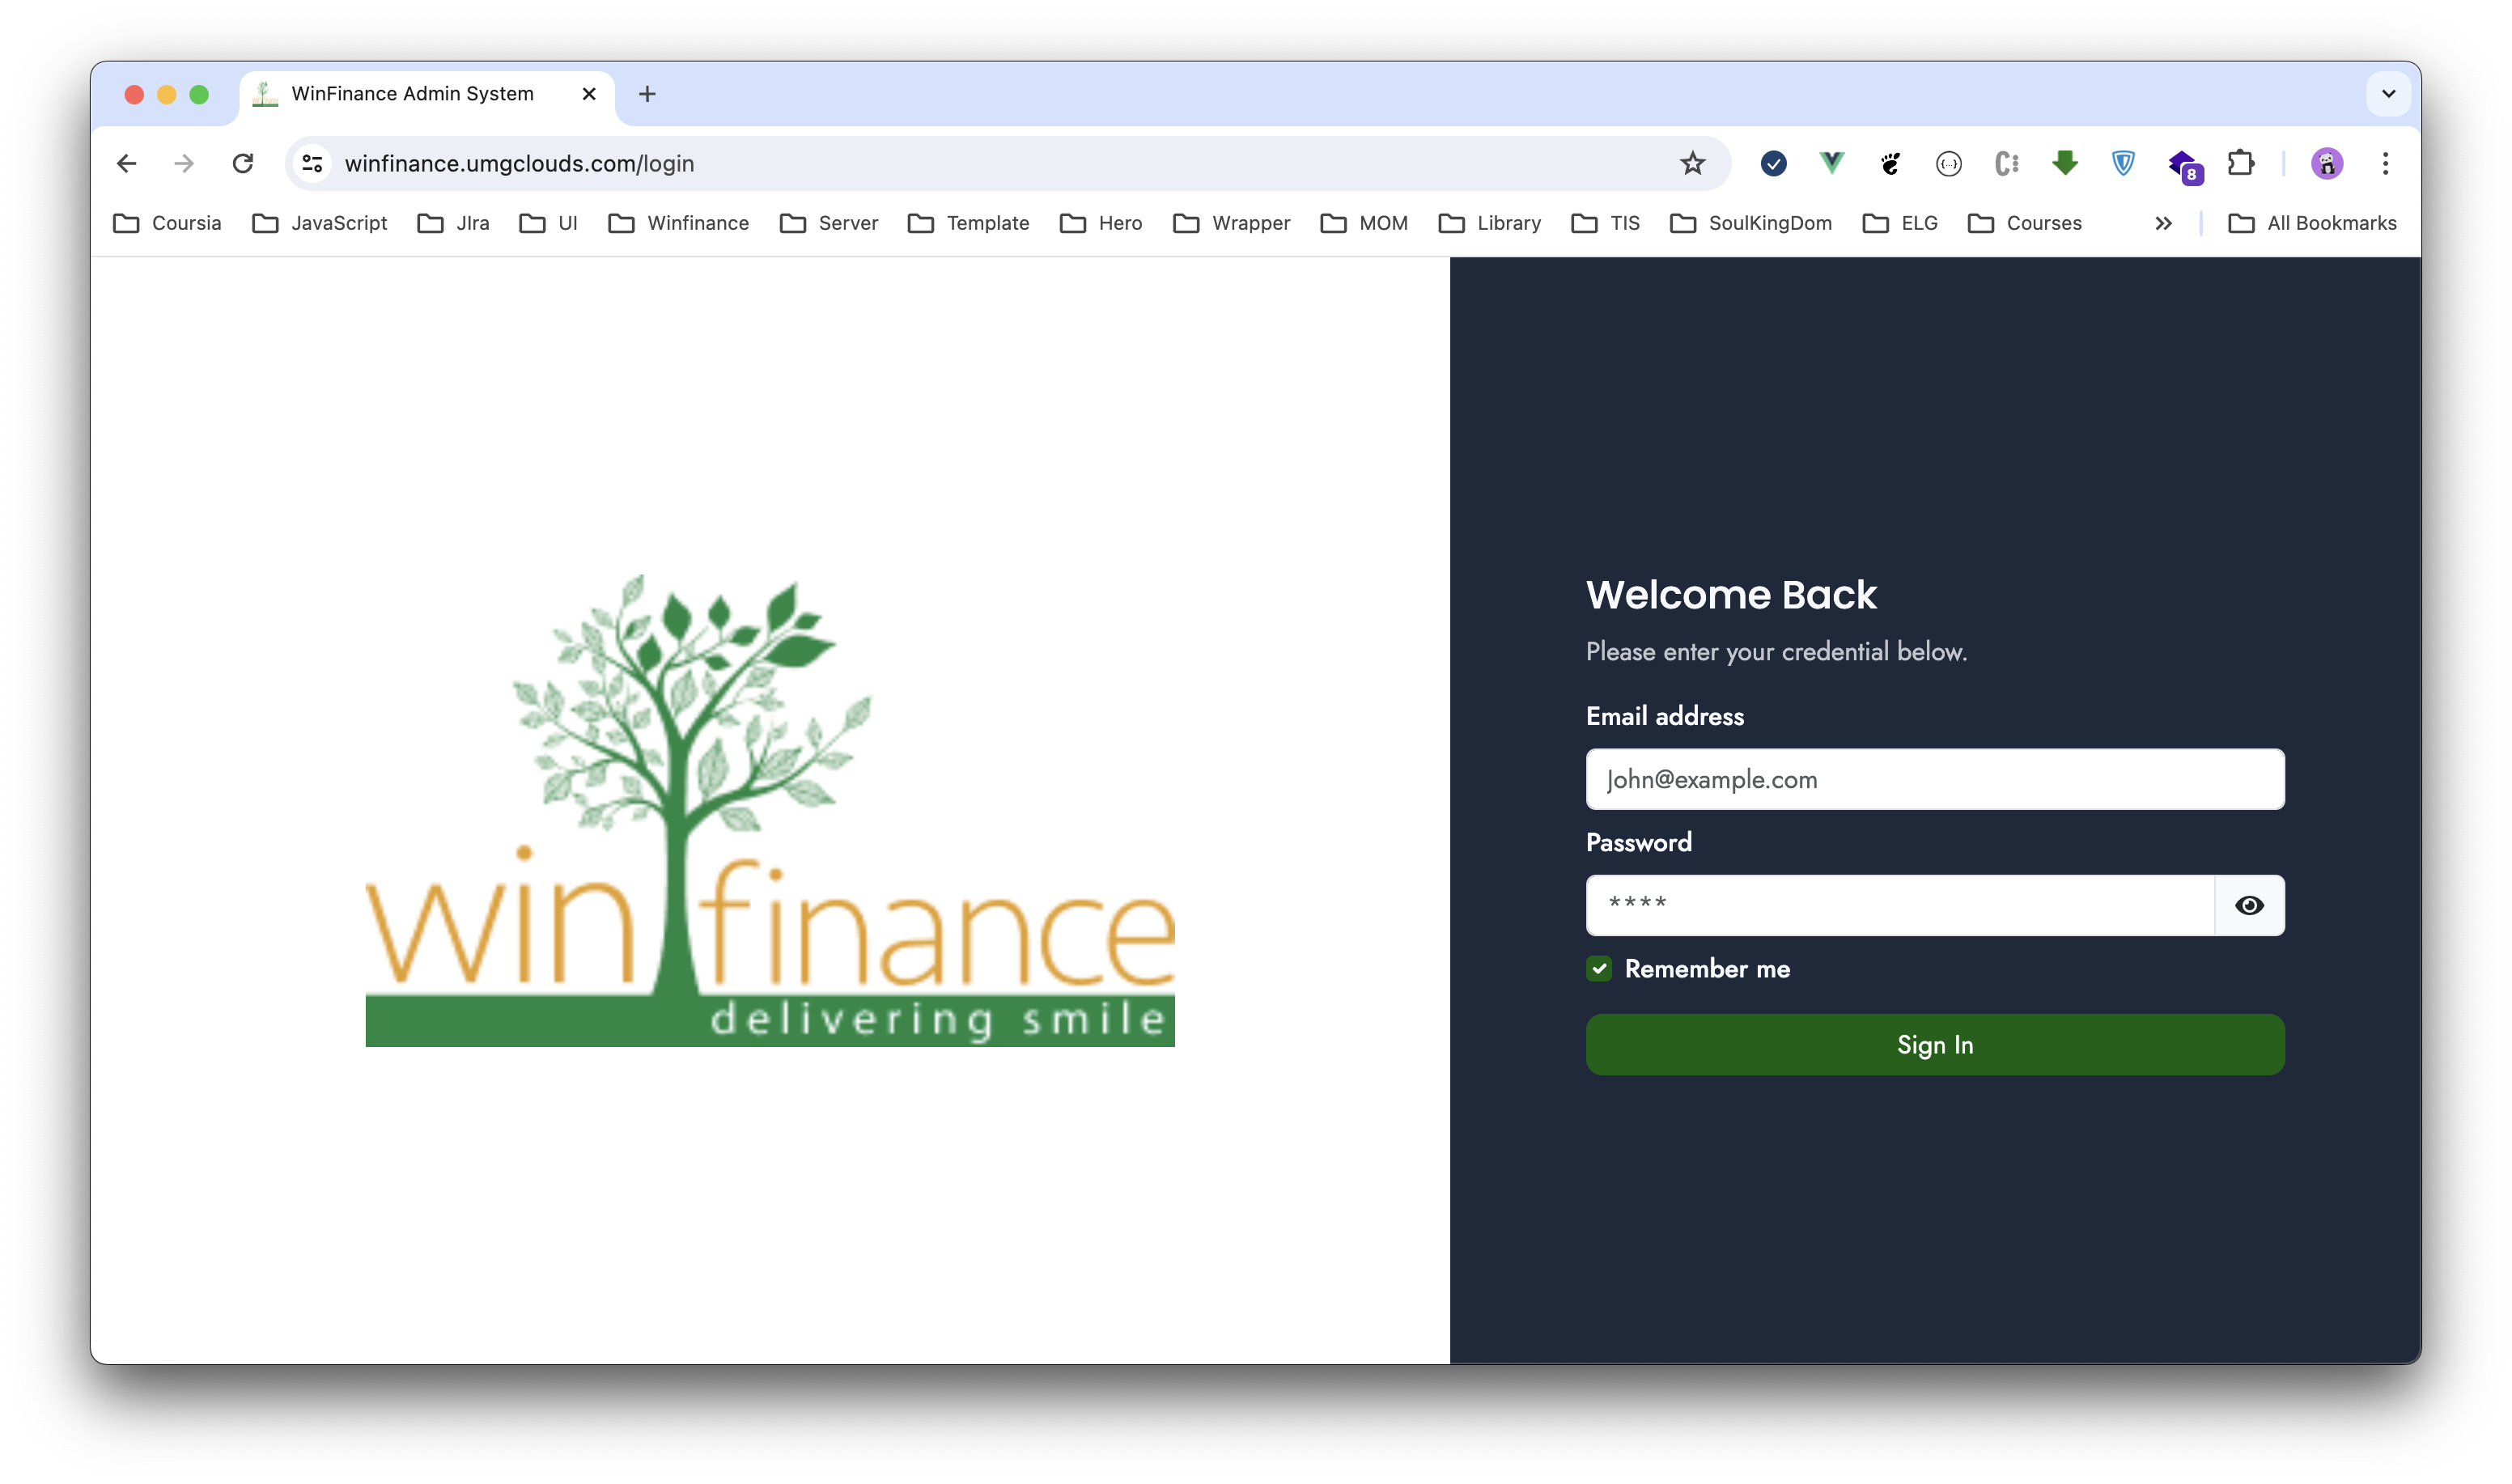 WinFinance Admin System
winfinance.umgclouds.com/login
8
Coursia JavaScript JIra UI Winfinance Server Template Hero Wrapper MOM Library TIS SoulKingDom ELG Courses All Bookmarks
win finance
delivering smile
Welcome Back
Please enter your credential below.
Email address
John@example.com
Password
****
Remember me
Sign In